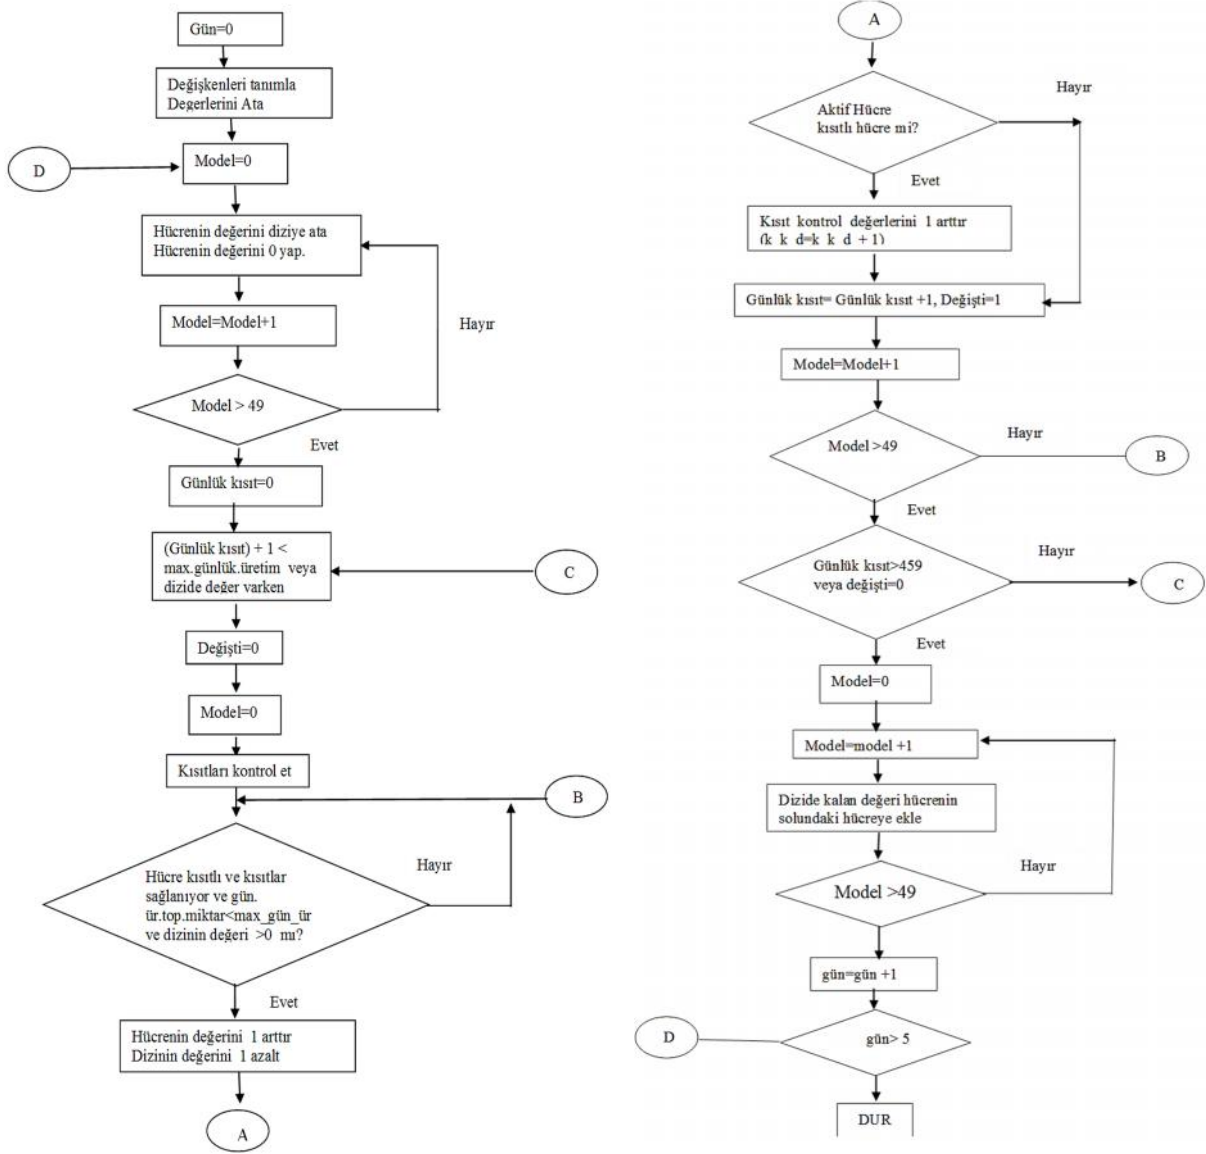 Gün=0
Değişkenleri tanımla
Degerlerini Ata
D
Model=0
Hücrenin değerini diziye ata
Hücrenin değerini 0 yap.
Model=Model+1
Hayır
Model > 49
Evet
Günlük kısıt=0
(Günlük kısıt) + 1 <
max.günlük.üretim veya
dizide değer varken
C
Değişti=0
Model=0
Kısıtları kontrol et
B
Hayır
Hücre kısıtlı ve kısıtlar
sağlanıyor ve gün.
ür.top.miktar<max_gün_ür
ve dizinin değeri >0 mı?
Evet
Hücrenin değerini 1 arttır
Dizinin değerini 1 azalt
A
A
Hayır
Aktif Hücre
kısıtlı hücre mi?
Evet
Kısıt kontrol değerlerini 1 arttır
(k k d=k k d + 1)
Günlük kısıt= Günlük kısıt +1, Değişti=1
Model=Model+1
Model >49
Hayır
B
Evet
Günlük kısıt>459
veya değişti=0
Hayır
C
Evet
Model=0
Model=model +1
Dizide kalan değeri hücrenin
solundaki hücreye ekle
Hayır
Model >49
gün=gün +1
D
gün> 5
DUR